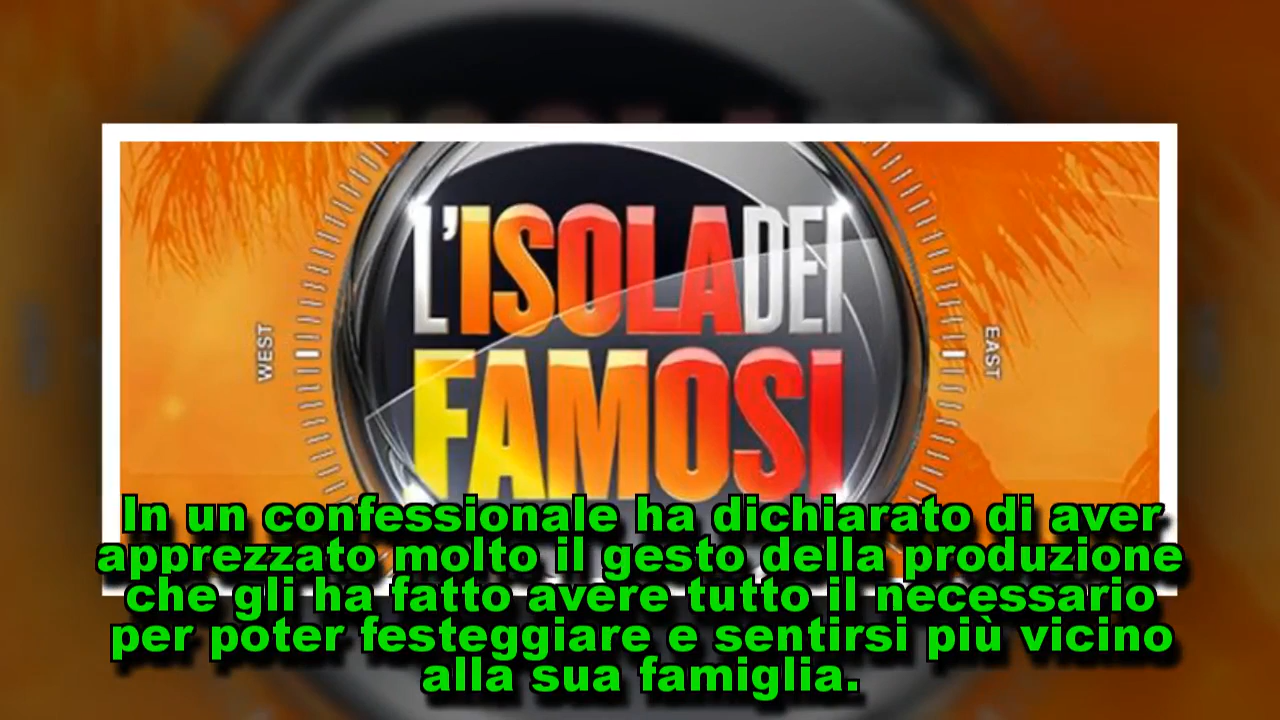 L'ISOLA DEI
FAMOSI
WEST
EAST
In un confessionale ha dichiarato di aver
apprezzato molto il gesto della produzione
che gli ha fatto avere tutto il necessario
per poter festeggiare e sentirsi più vicino
alla sua famiglia.